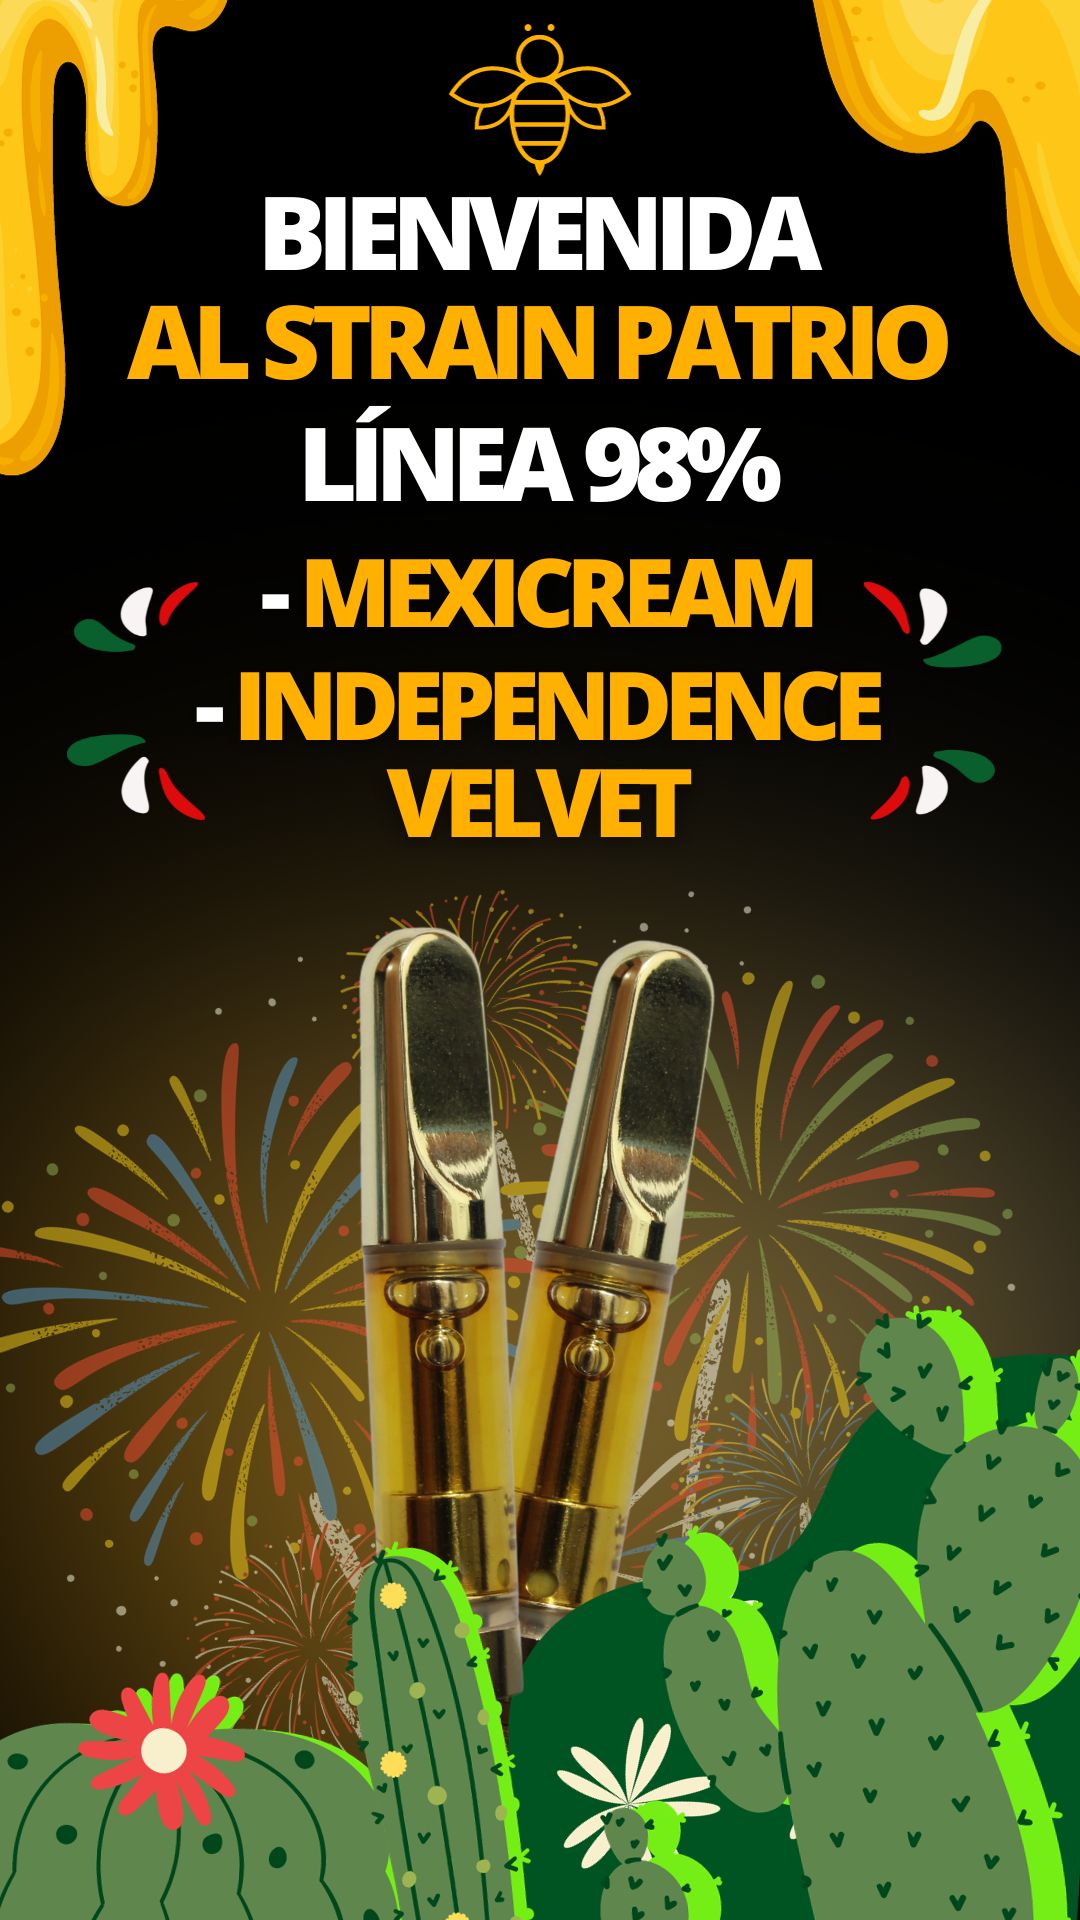 BIENVENIDA
AL STRAIN PATRIO
LÍNEA 98%
- MEXICREAM
- INDEPENDENCE
VELVET